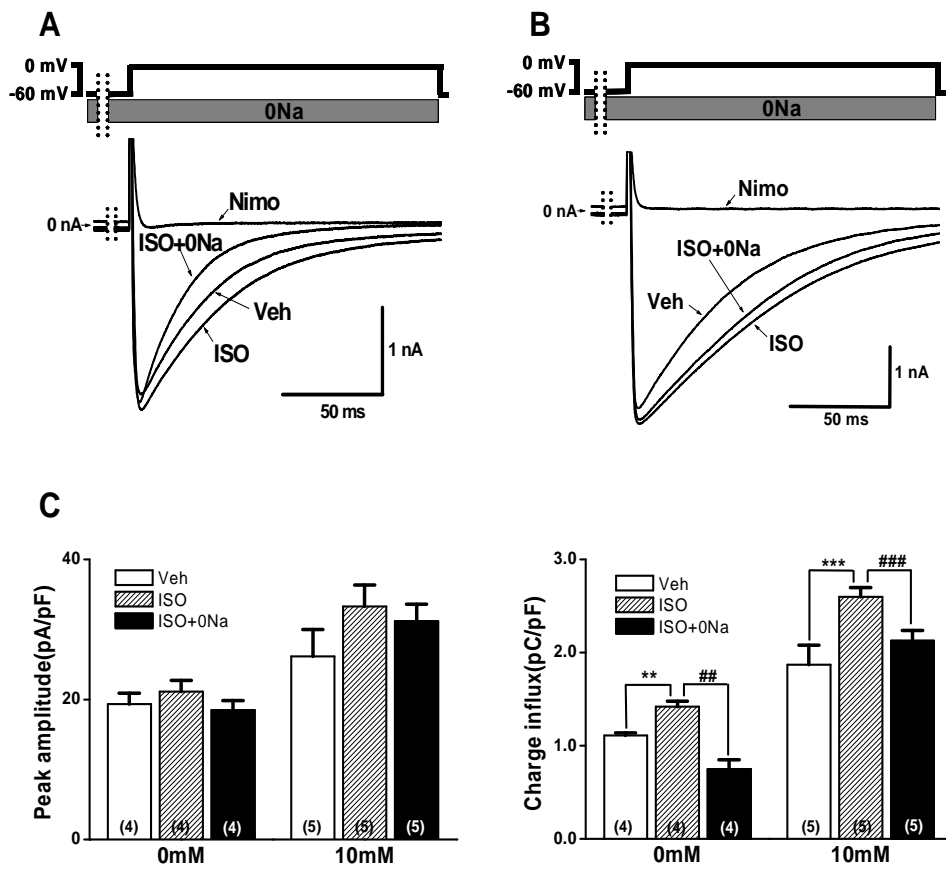 A
0 mV
-60 mV
0Na
Nimo
0 nA
ISO+0Na
Veh
ISO
1 nA
50 ms
B
0 mV
-60 mV
0Na
Nimo
0 nA
ISO+0Na
Veh
ISO
1 nA
50 ms
C
Peak amplitude(pA/pF)
40
20
0
Veh
ISO
ISO+0Na
(4)
(4)
(4)
(5)
(5)
(5)
0mM
10mM
Charge influx(pC/pF)
3.0
2.0
1.0
0.0
Veh
ISO
ISO+0Na
**
##
***
###
(4)
(4)
(4)
(5)
(5)
(5)
0mM
10mM